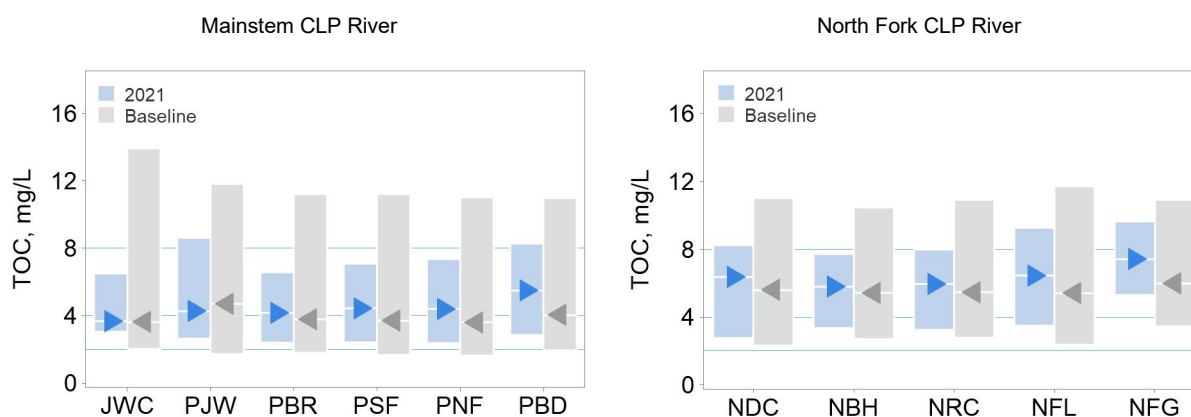 Mainstem CLP River
2021
Baseline
TOC, mg/L
16
12
8
4
0
JWC PJW PBR PSF PNF PBD
North Fork CLP River
2021
Baseline
TOC, mg/L
16
12
8
4
0
NDC NBH NRC NFL NFG